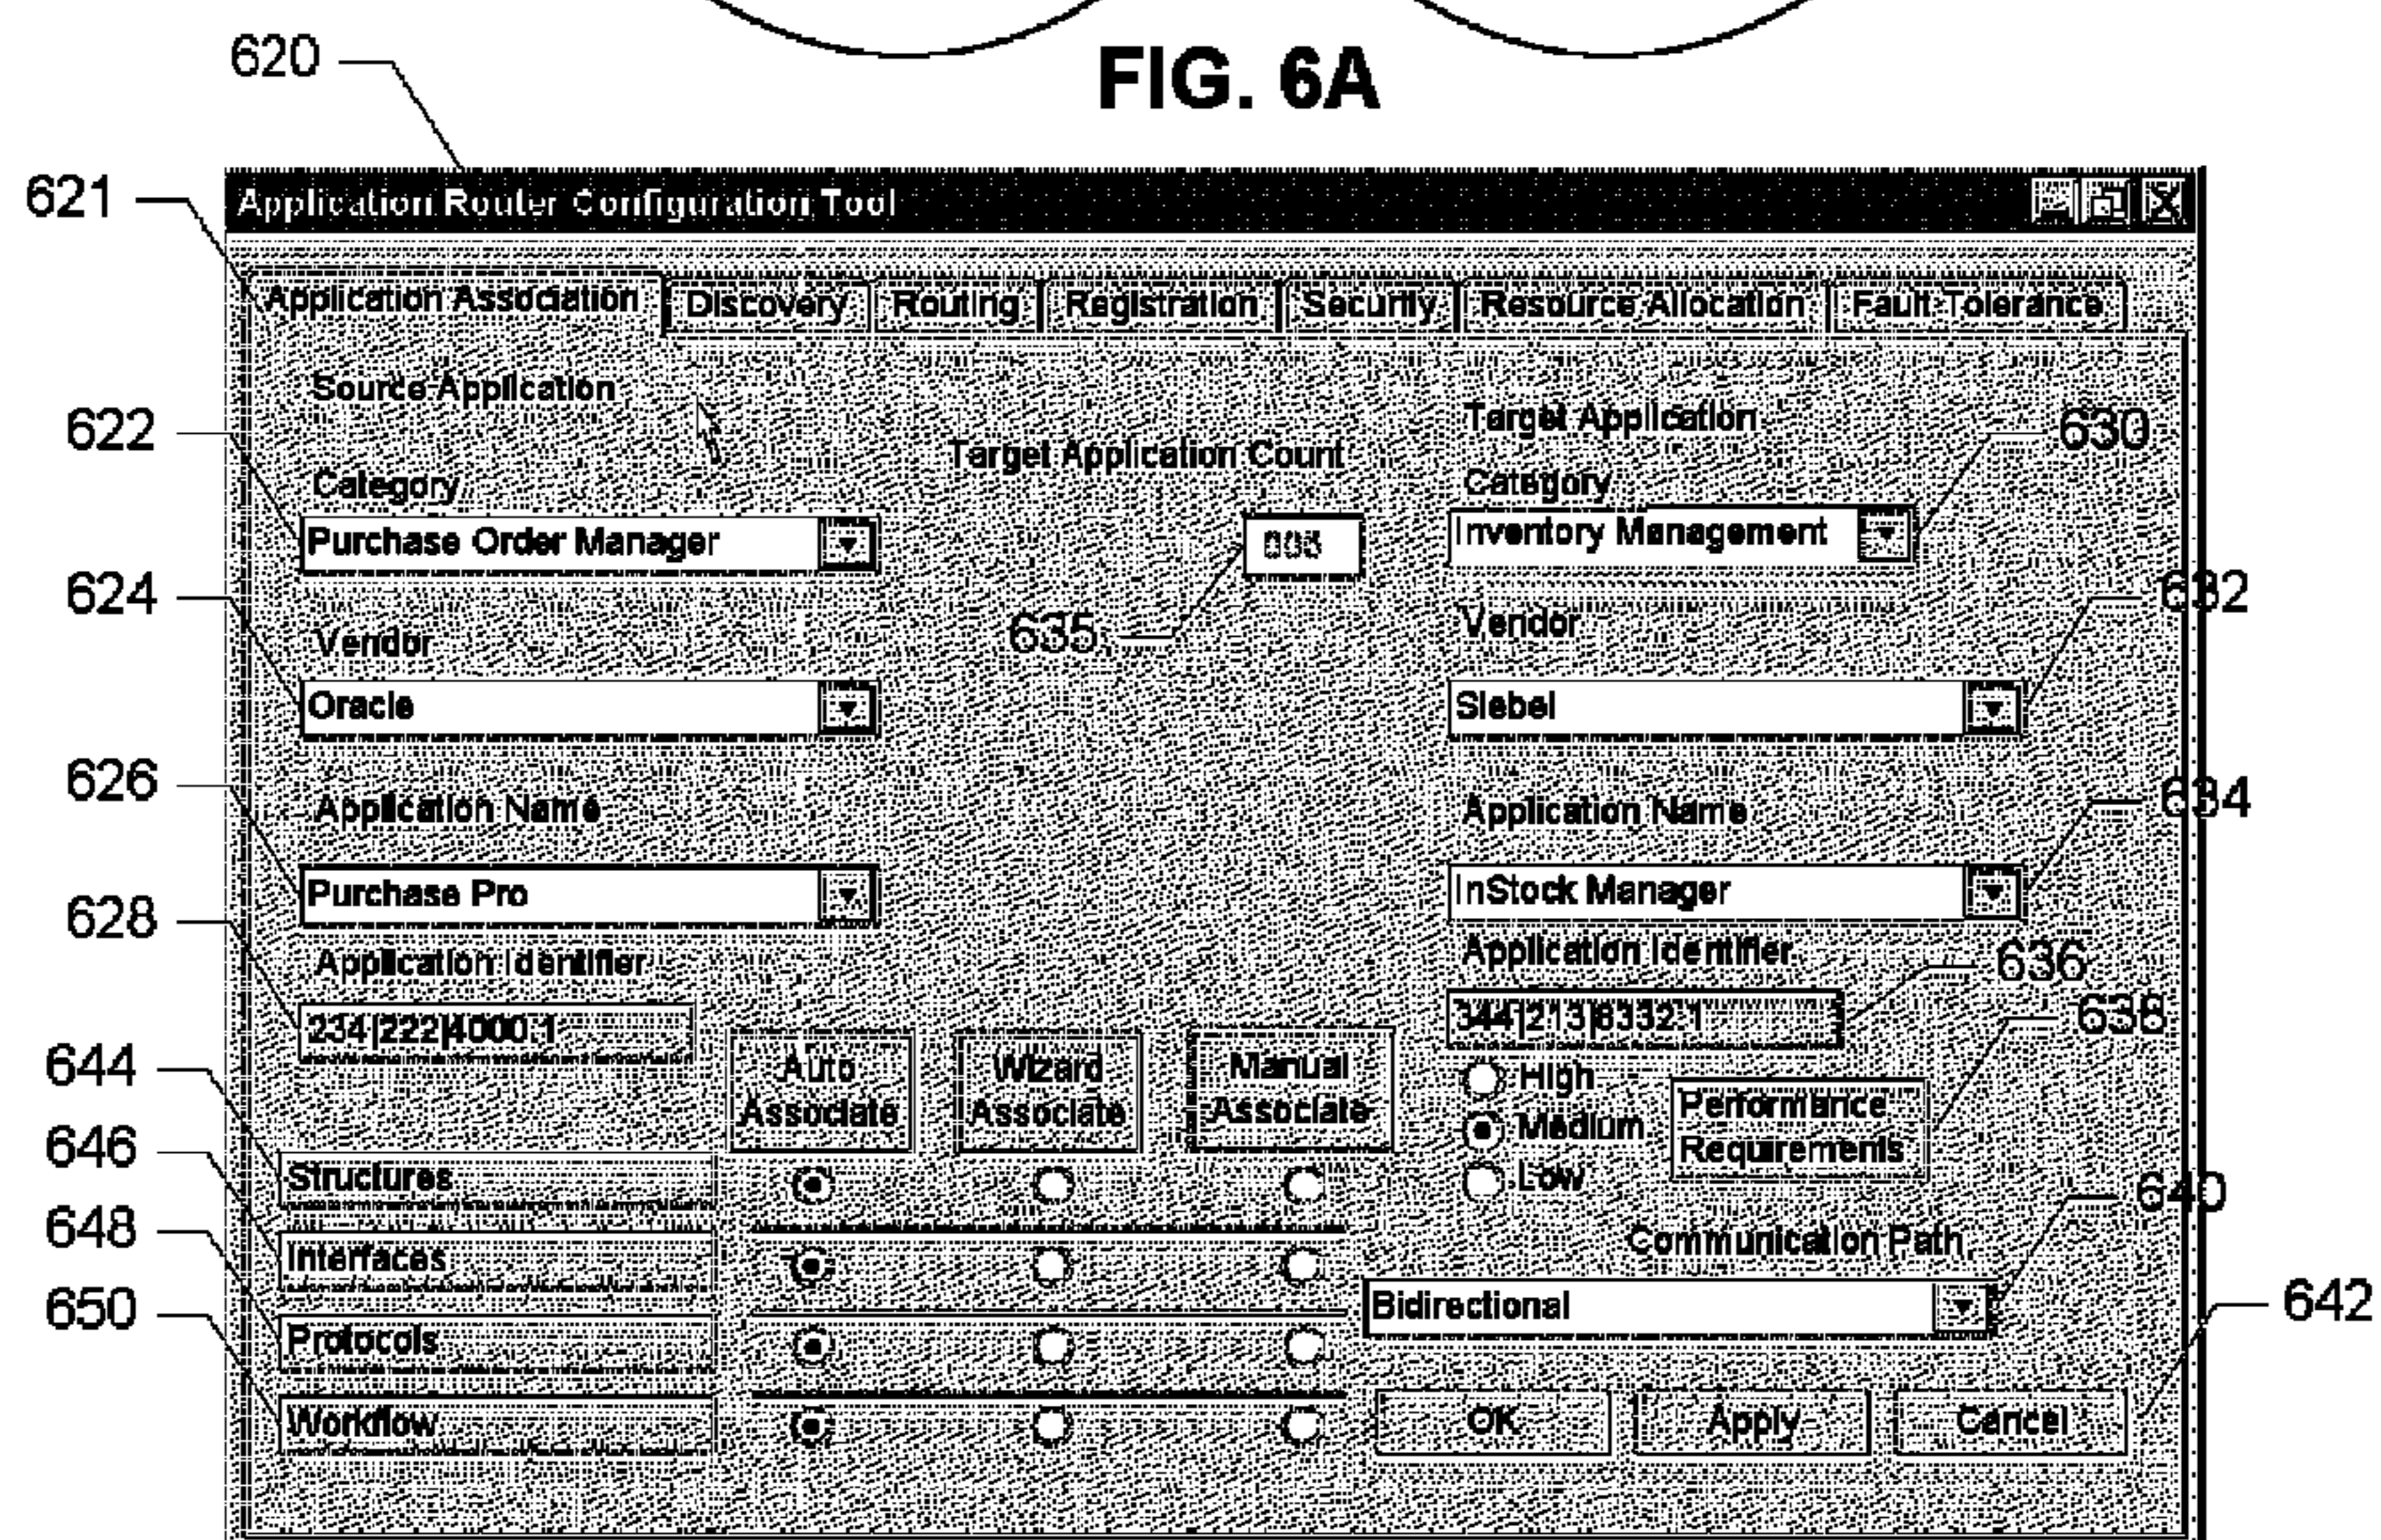 620
FIG. 6A
621
Application Router Configuration Tool
Application Association Discovery Routing Registration Security Resource Allocation Fault Tolerance
Source Application
Target Application
622
630
Target Application Count
Category
Category
Purchase Order Manager
Inventory Management
624
632
635
Vendor
Vendor
Oracle
Siebel
626
634
Application Name
Application Name
Purchase Pro
InStock Manager
628
Application Identifier
Application Identifier
636
234|222|4000.1
344|213|8332.1
638
644
Auto Associate
Wizard Associate
Manual Associate
High
Medium
Low
Performance
Requirements
646
Structures
640
648
Interfaces
Communication Path
650
Bidirectional
642
Protocols
Workflow
OK Apply Cancel